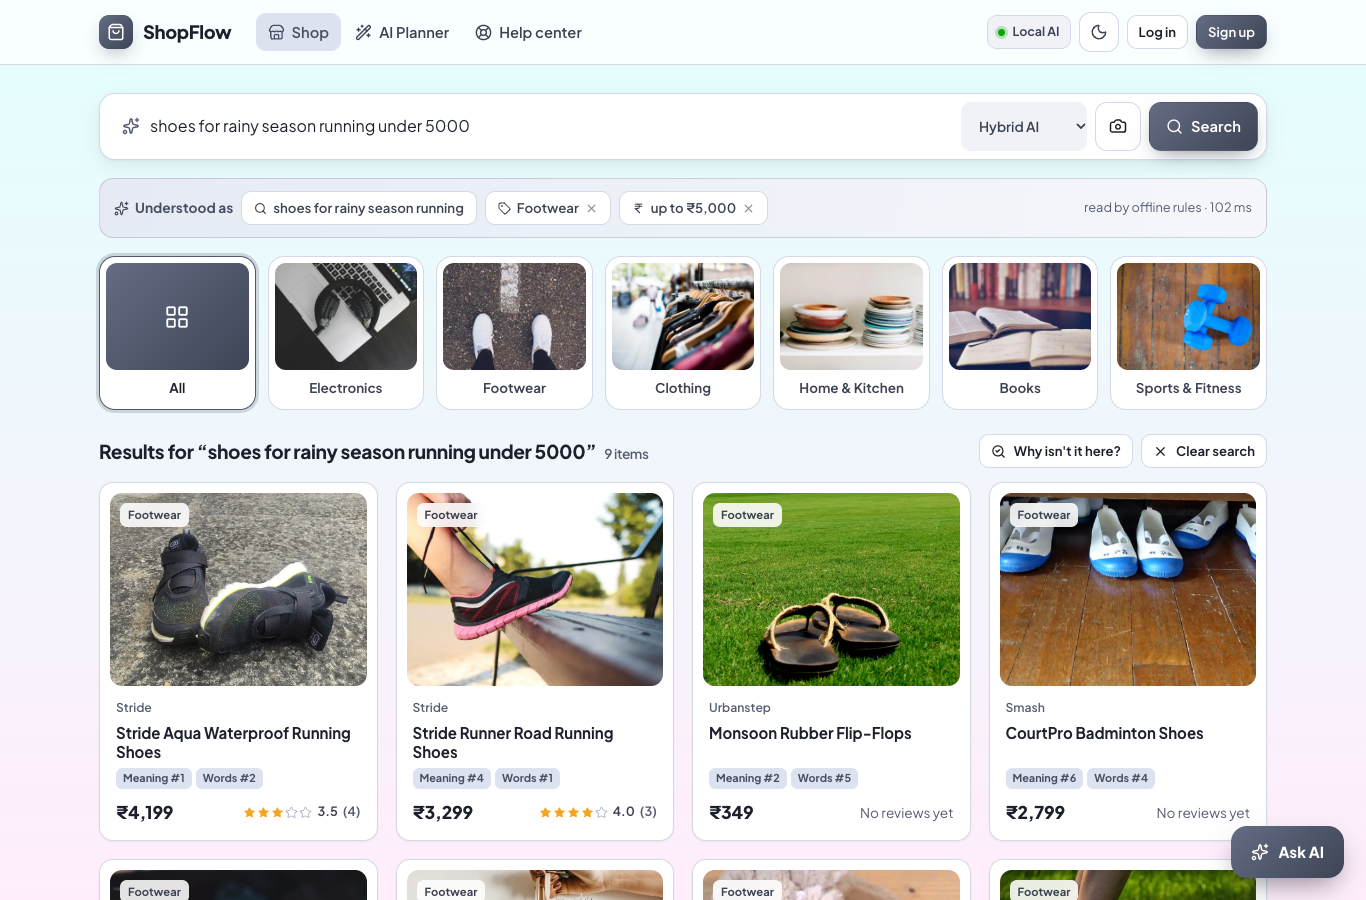 ShopFlow
Shop
AI Planner
Help center
Local AI
Log in
Sign up
shoes for rainy season running under 5000
Hybrid AI
Search
Understood as
shoes for rainy season running
Footwear
₹ up to ₹5,000
read by offline rules · 102 ms
All
Electronics
Footwear
Clothing
Home & Kitchen
Books
Sports & Fitness
Results for “shoes for rainy season running under 5000” 9 items
Why isn't it here?
Clear search
Footwear
Footwear
Footwear
Footwear
Stride
Stride Aqua Waterproof Running
Shoes
Meaning #1 Words #2
₹4,199 3.5 (4)
Stride
Stride Runner Road Running
Shoes
Meaning #4 Words #1
₹3,299 4.0 (3)
Urbanstep
Monsoon Rubber Flip-Flops
Meaning #2 Words #5
₹349 No reviews yet
Smash
CourtPro Badminton Shoes
Meaning #6 Words #4
₹2,799 No reviews yet
Ask AI
Footwear
Footwear
Footwear
Footwear